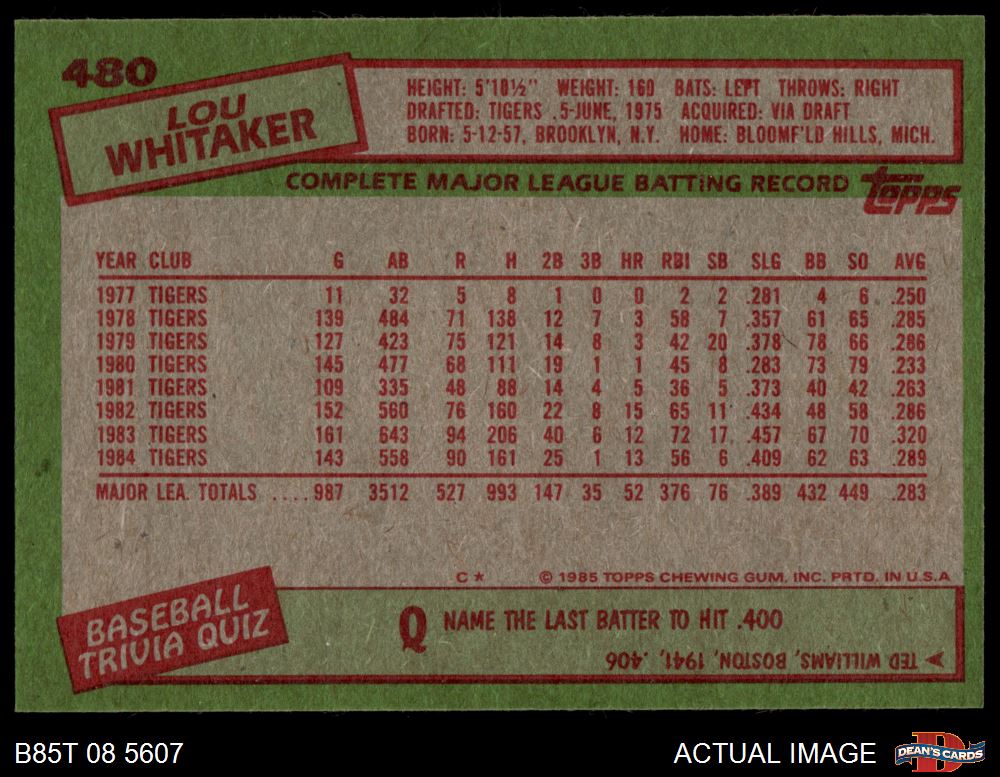 480
LOU
WHITAKER
HEIGHT: 5'10½" WEIGHT: 160 BATS: LEFT THROWS: RIGHT
DRAFTED: TIGERS .5-JUNE, 1975 ACQUIRED: VIA DRAFT
BORN: 5-12-57, BROOKLYN, N.Y. HOME: BLOOMF'LD HILLS, MICH.
COMPLETE MAJOR LEAGUE BATTING RECORD topps
YEAR CLUB G AB R H 2B 3B HR RBI SB SLG BB SO AVG
1977 TIGERS 11 32 5 8 1 0 0 2 2 .281 4 6 .250
1978 TIGERS 139 484 71 138 12 7 3 58 7 .357 61 65 .285
1979 TIGERS 127 423 75 121 14 8 3 42 20 .378 78 66 .286
1980 TIGERS 145 477 68 111 19 1 1 45 8 .283 73 79 .233
1981 TIGERS 109 335 48 88 14 4 5 36 5 .373 40 42 .263
1982 TIGERS 152 560 76 160 22 8 15 65 11 .434 48 58 .286
1983 TIGERS 161 643 94 206 40 6 12 72 17 .457 67 70 .320
1984 TIGERS 143 558 90 161 25 1 13 56 6 .409 62 63 .289
MAJOR LEA. TOTALS ....987 3512 527 993 147 35 52 376 76 .389 432 449 .283
C★ © 1985 TOPPS CHEWING GUM, INC. PRTD. IN U.S.A
BASEBALL
TRIVIA QUIZ
Q NAME THE LAST BATTER TO HIT .400
TED WILLIAMS, BOSTON, 1941, .406
B85T 08 5607 ACTUAL IMAGE D DEAN'S CARDS